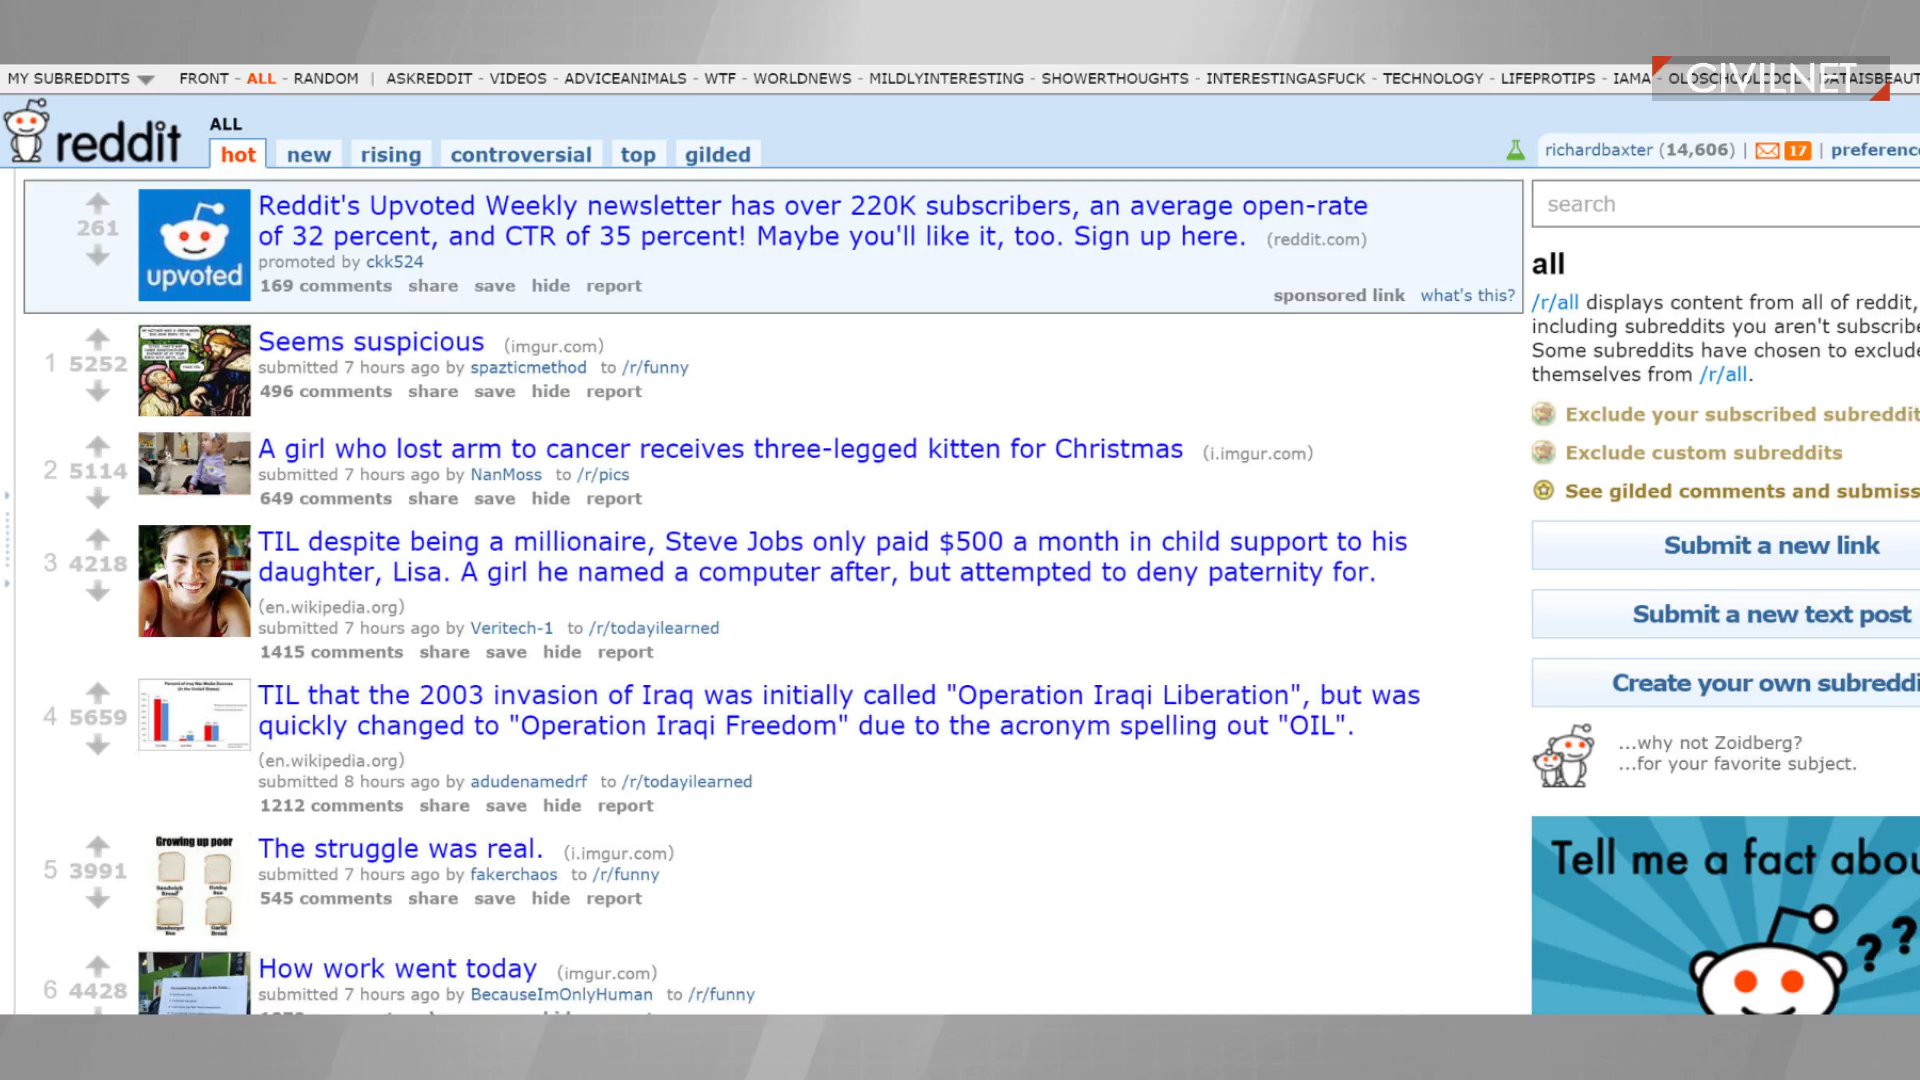 MY SUBREDDITS FRONT - ALL - RANDOM | ASKREDDIT - VIDEOS - ADVICEANIMALS - WTF - WORLDNEWS - MILDLYINTERESTING - SHOWERTHOUGHTS - INTERESTINGASFUCK - TECHNOLOGY - LIFEPROTIPS - IAMA - OLDSCHOOLCOOL - DATAISBEAUT
CIVILNET
reddit ALL
hot new rising controversial top gilded
richardbaxter (14,606) | 17 | preference
261
upvoted
Reddit's Upvoted Weekly newsletter has over 220K subscribers, an average open-rate
of 32 percent, and CTR of 35 percent! Maybe you'll like it, too. Sign up here. (reddit.com)
promoted by ckk524
169 comments share save hide report
sponsored link what's this?
1 5252
Seems suspicious (imgur.com)
submitted 7 hours ago by spazticmethod to /r/funny
496 comments share save hide report
2 5114
A girl who lost arm to cancer receives three-legged kitten for Christmas (i.imgur.com)
submitted 7 hours ago by NanMoss to /r/pics
649 comments share save hide report
3 4218
TIL despite being a millionaire, Steve Jobs only paid $500 a month in child support to his
daughter, Lisa. A girl he named a computer after, but attempted to deny paternity for.
(en.wikipedia.org)
submitted 7 hours ago by Veritech-1 to /r/todayilearned
1415 comments share save hide report
4 5659
TIL that the 2003 invasion of Iraq was initially called "Operation Iraqi Liberation", but was
quickly changed to "Operation Iraqi Freedom" due to the acronym spelling out "OIL".
(en.wikipedia.org)
submitted 8 hours ago by adudenamedrf to /r/todayilearned
1212 comments share save hide report
5 3991
Growing up poor
Sandwich Bread
Hotdog Bun
Hamburger Bun
Garlic Bread
The struggle was real. (i.imgur.com)
submitted 7 hours ago by fakerchaos to /r/funny
545 comments share save hide report
6 4428
How work went today (imgur.com)
submitted 7 hours ago by BecauseImOnlyHuman to /r/funny
search
all
/r/all displays content from all of reddit,
including subreddits you aren't subscribe
Some subreddits have chosen to exclude
themselves from /r/all.
Exclude your subscribed subreddit
Exclude custom subreddits
See gilded comments and submiss
Submit a new link
Submit a new text post
Create your own subreddi
...why not Zoidberg?
...for your favorite subject.
Tell me a fact abou
? ?